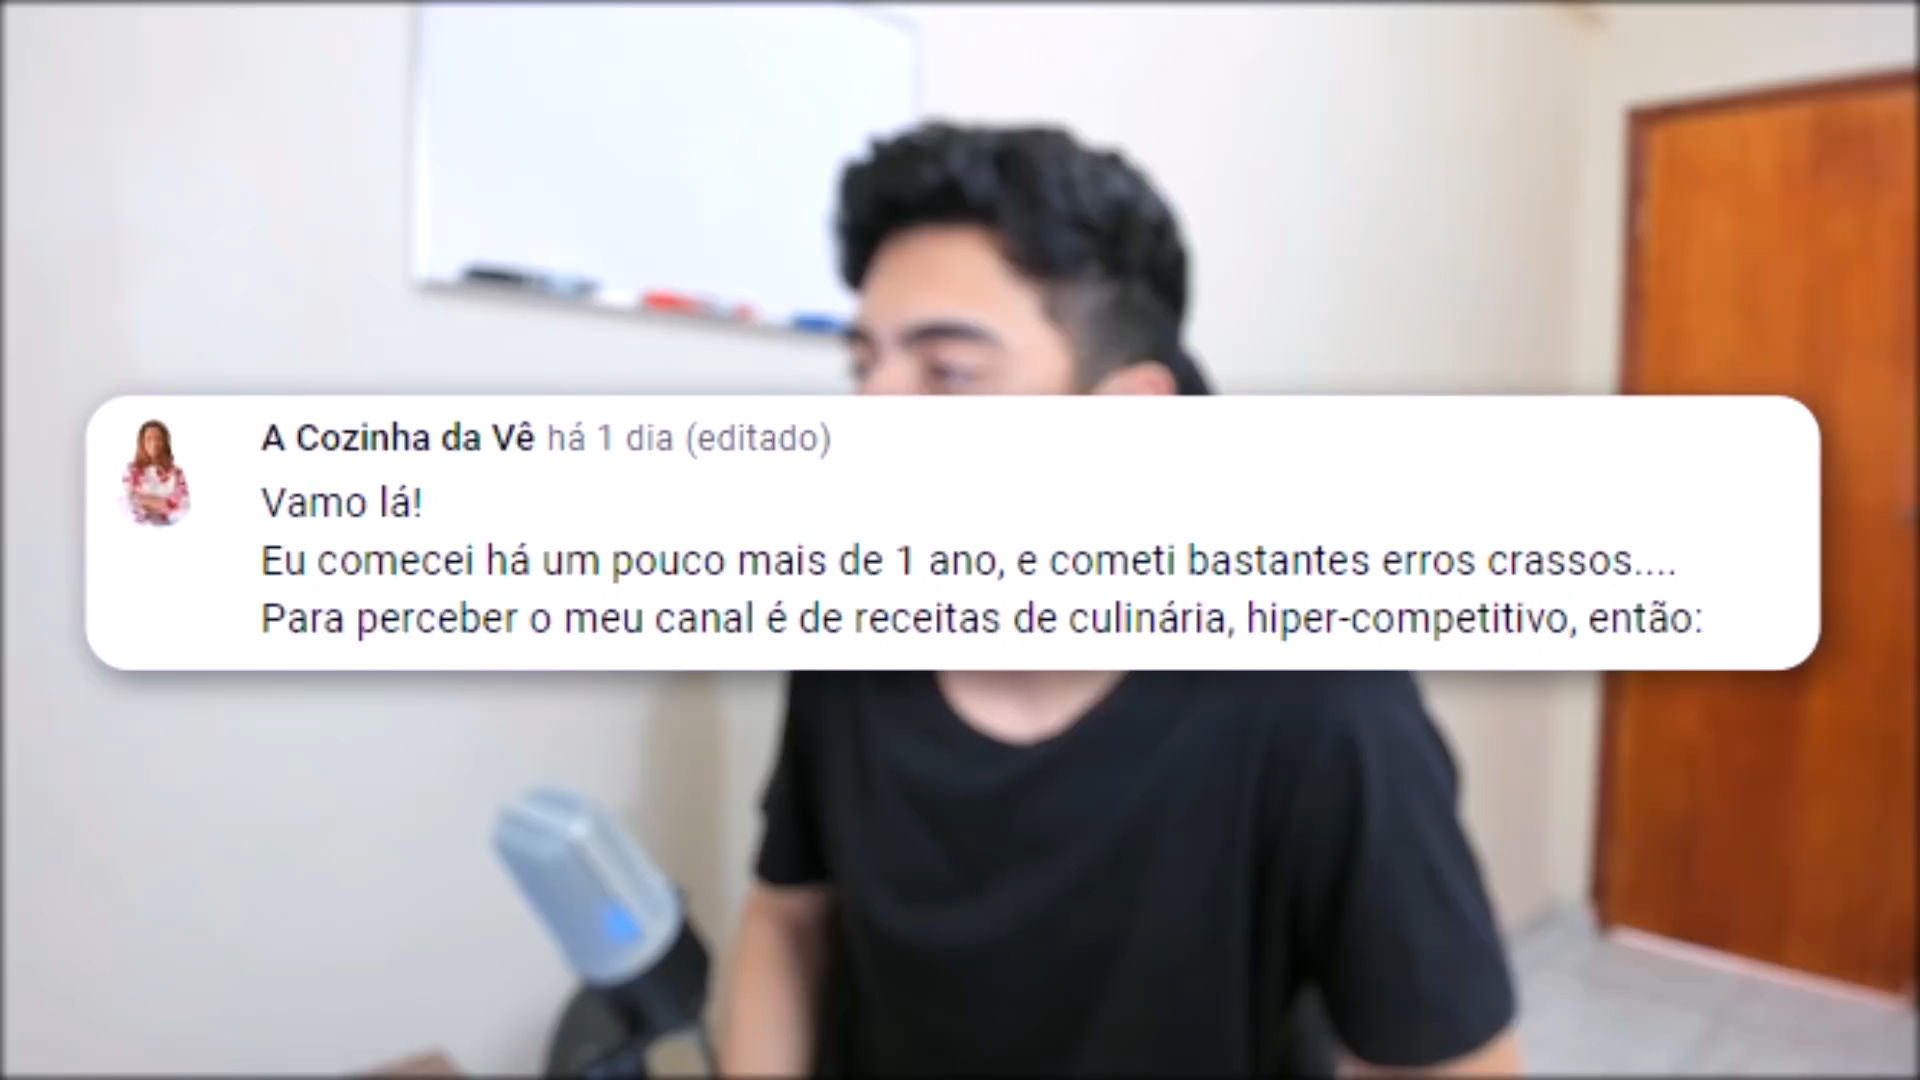 A Cozinha da Vê há 1 dia (editado)
Vamo lá!
Eu comecei há um pouco mais de 1 ano, e cometi bastantes erros crassos....
Para perceber o meu canal é de receitas de culinária, hiper-competitivo, então: